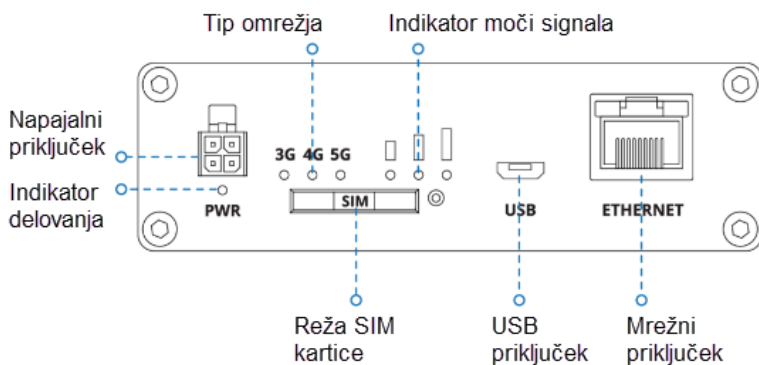 Tip omrežja
Indikator moči signala
Napajalni
priključek
3G 4G 5G
Indikator
delovanja
PWR
SIM
USB
ETHERNET
Reža SIM
kartice
USB
priključek
Mrežni
priključek